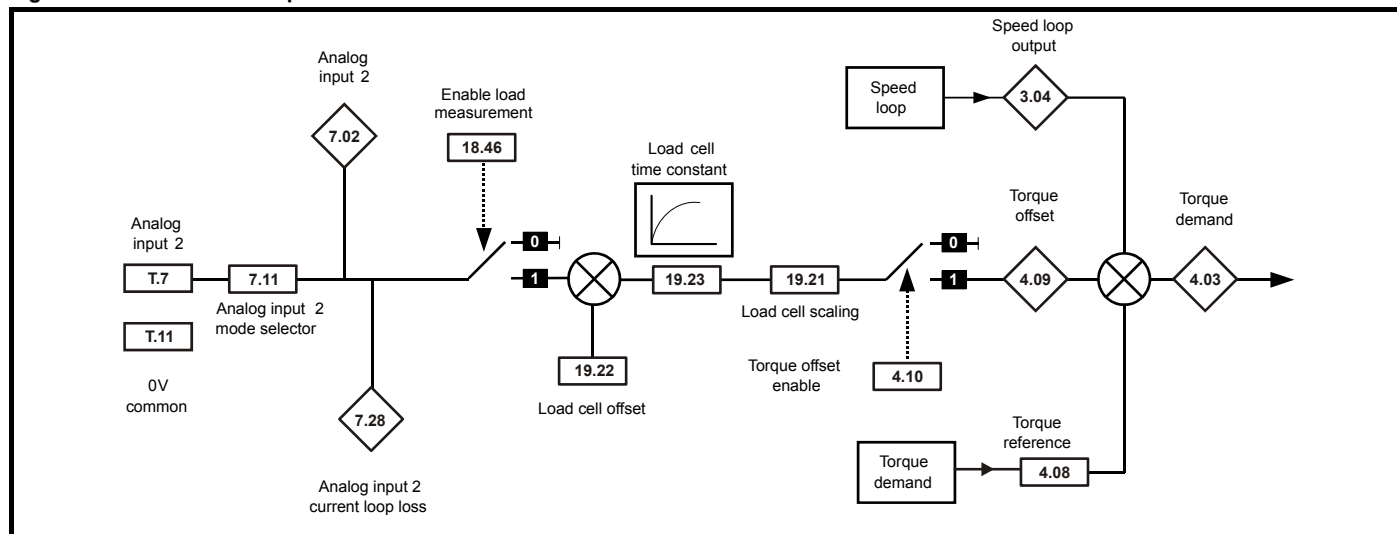 Speed loop
output
Analog
input 2
Enable load
measurement
Speed
loop
3.04
7.02
18.46
Load cell
time constant
Analog
input 2
Torque
offset
Torque
demand
0
0
T.7
7.11
1
19.23
19.21
1
4.09
4.03
Analog input 2
mode selector
Load cell scaling
T.11
19.22
Torque offset
enable
4.10
0V
common
Load cell offset
7.28
Torque
reference
Torque
demand
4.08
Analog input 2
current loop loss